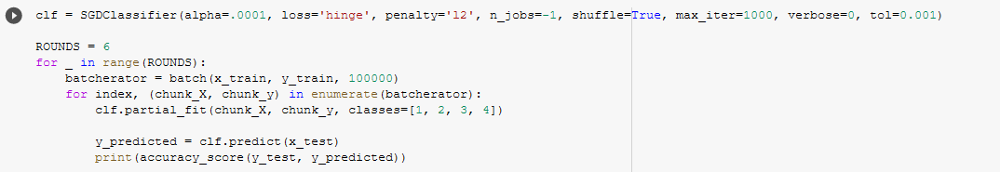 clf = SGDClassifier(alpha=.0001, loss='hinge', penalty='l2', n_jobs=-1, shuffle=True, max_iter=1000, verbose=0, tol=0.001)
ROUNDS = 6
for _ in range(ROUNDS):
    batcherator = batch(x_train, y_train, 100000)
    for index, (chunk_X, chunk_y) in enumerate(batcherator):
        clf.partial_fit(chunk_X, chunk_y, classes=[1, 2, 3, 4])
        y_predicted = clf.predict(x_test)
        print(accuracy_score(y_test, y_predicted))